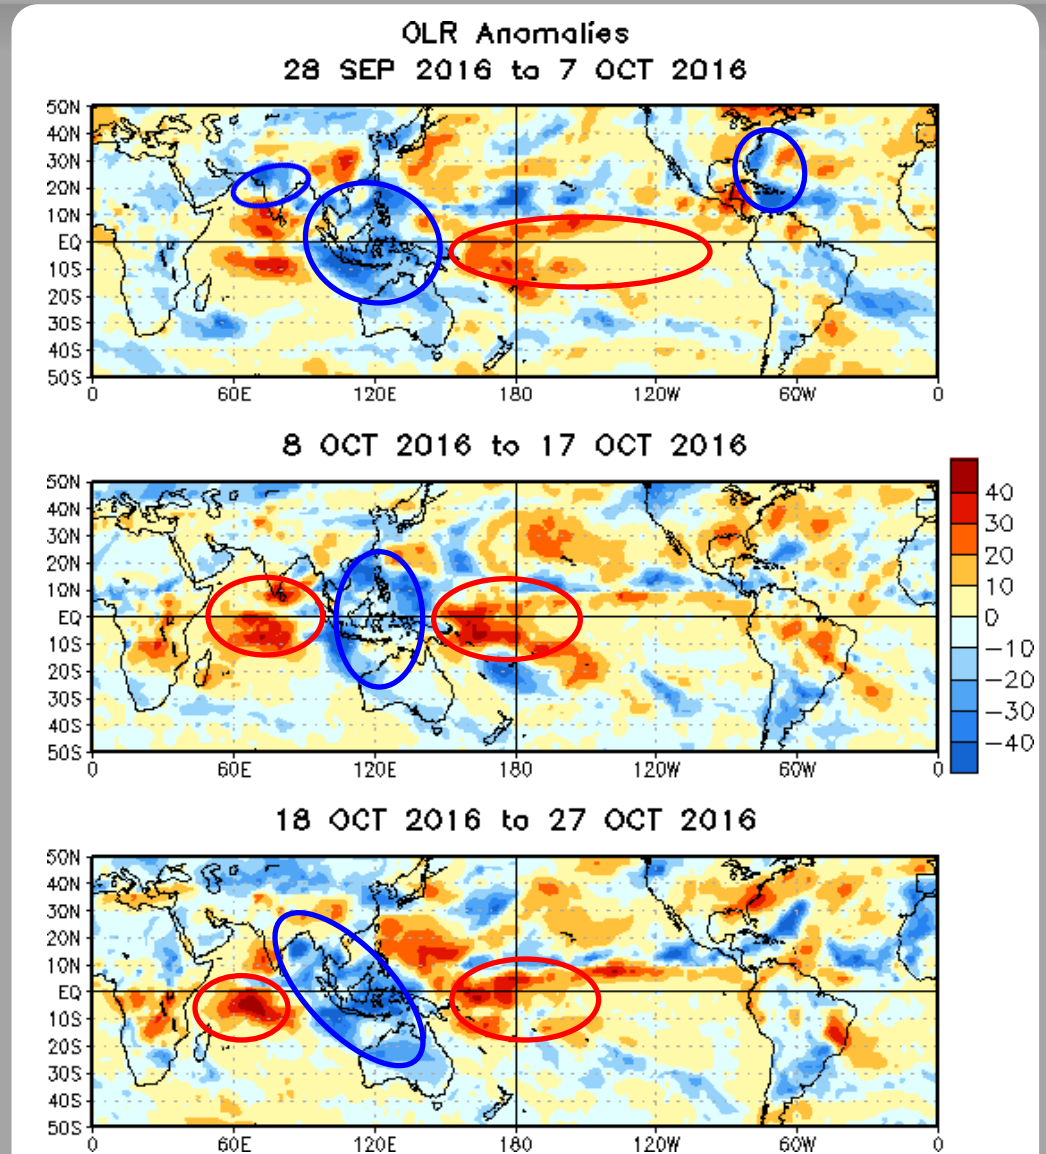 OLR Anomalies
28 SEP 2016 to 7 OCT 2016
50N
40N
30N
20N
10N
EQ
10S
20S
30S
40S
50S
0 60E 120E 180 120W 60W 0
8 OCT 2016 to 17 OCT 2016
50N
40N
30N
20N
10N
EQ
10S
20S
30S
40S
50S
0 60E 120E 180 120W 60W 0
40
30
20
10
0
−10
−20
−30
−40
18 OCT 2016 to 27 OCT 2016
50N
40N
30N
20N
10N
EQ
10S
20S
30S
40S
50S
0 60E 120E 180 120W 60W 0